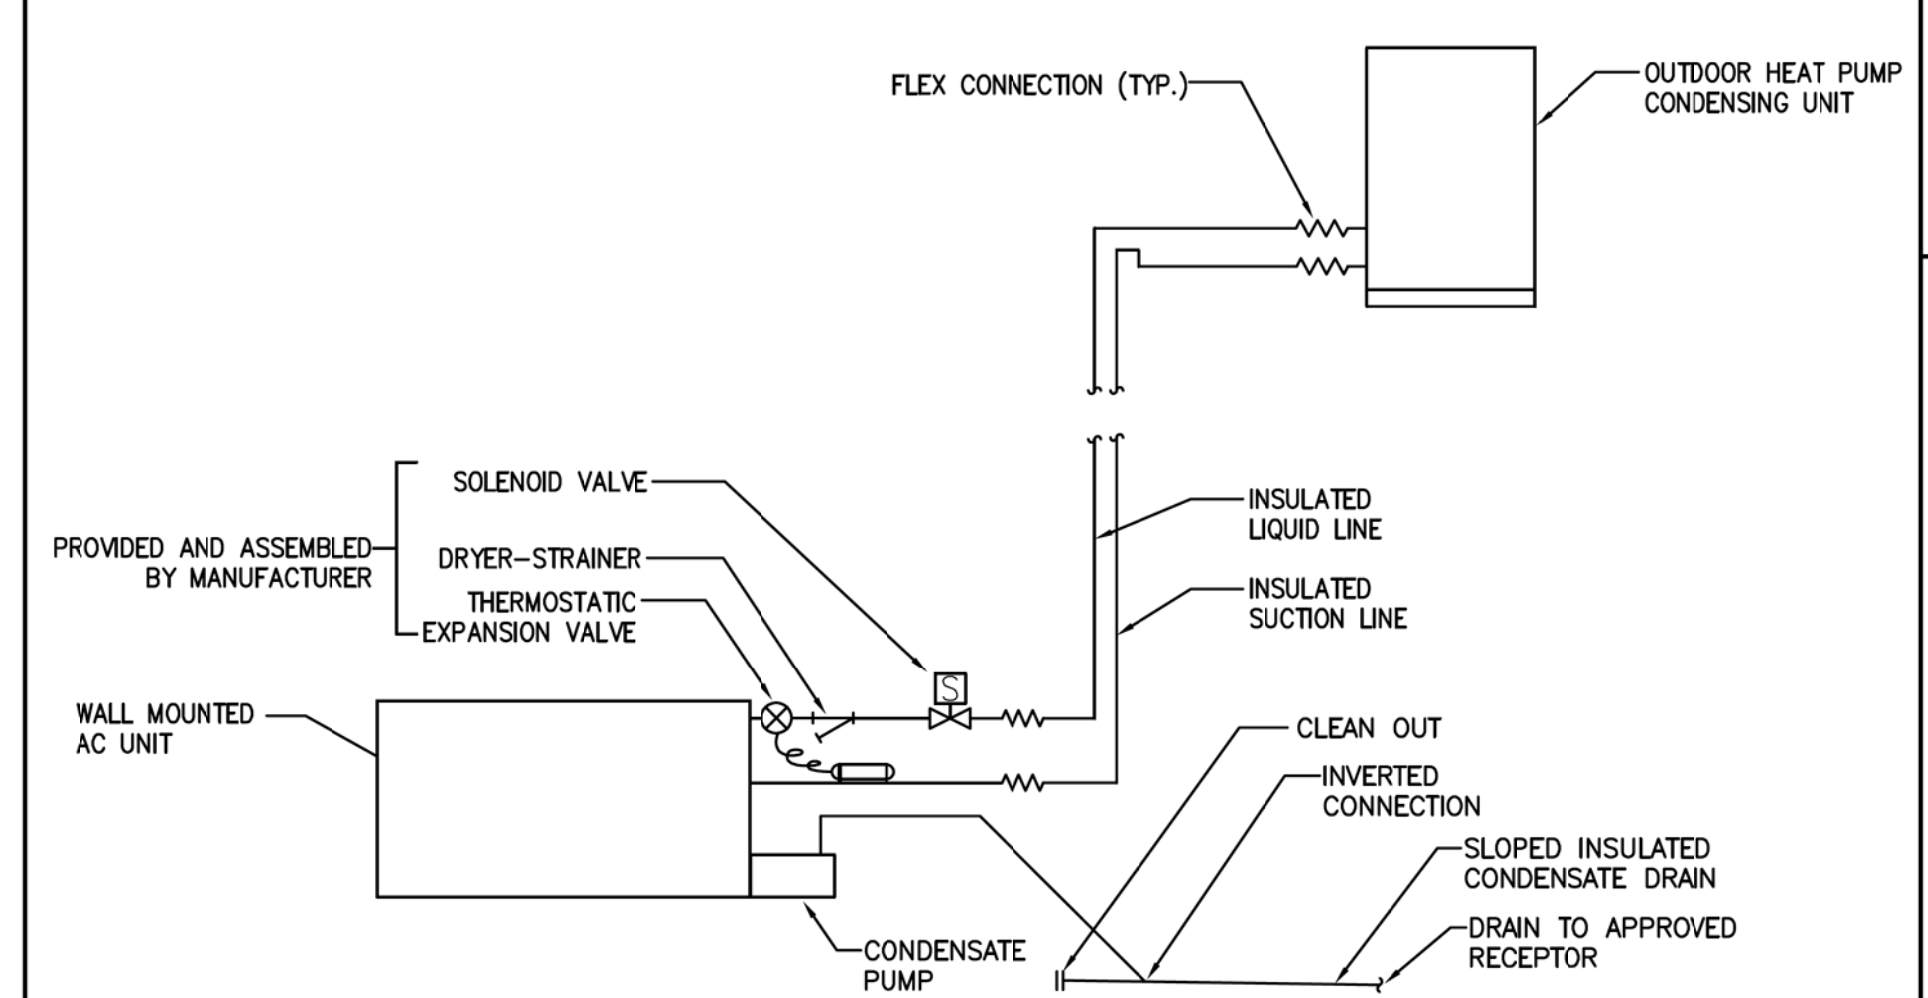 FLEX CONNECTION (TYP.)
OUTDOOR HEAT PUMP
CONDENSING UNIT
SOLENOID VALVE
PROVIDED AND ASSEMBLED
BY MANUFACTURER
DRYER-STRAINER
THERMOSTATIC
EXPANSION VALVE
INSULATED
LIQUID LINE
INSULATED
SUCTION LINE
S
WALL MOUNTED
AC UNIT
CLEAN OUT
INVERTED
CONNECTION
SLOPED INSULATED
CONDENSATE DRAIN
DRAIN TO APPROVED
RECEPTOR
CONDENSATE
PUMP